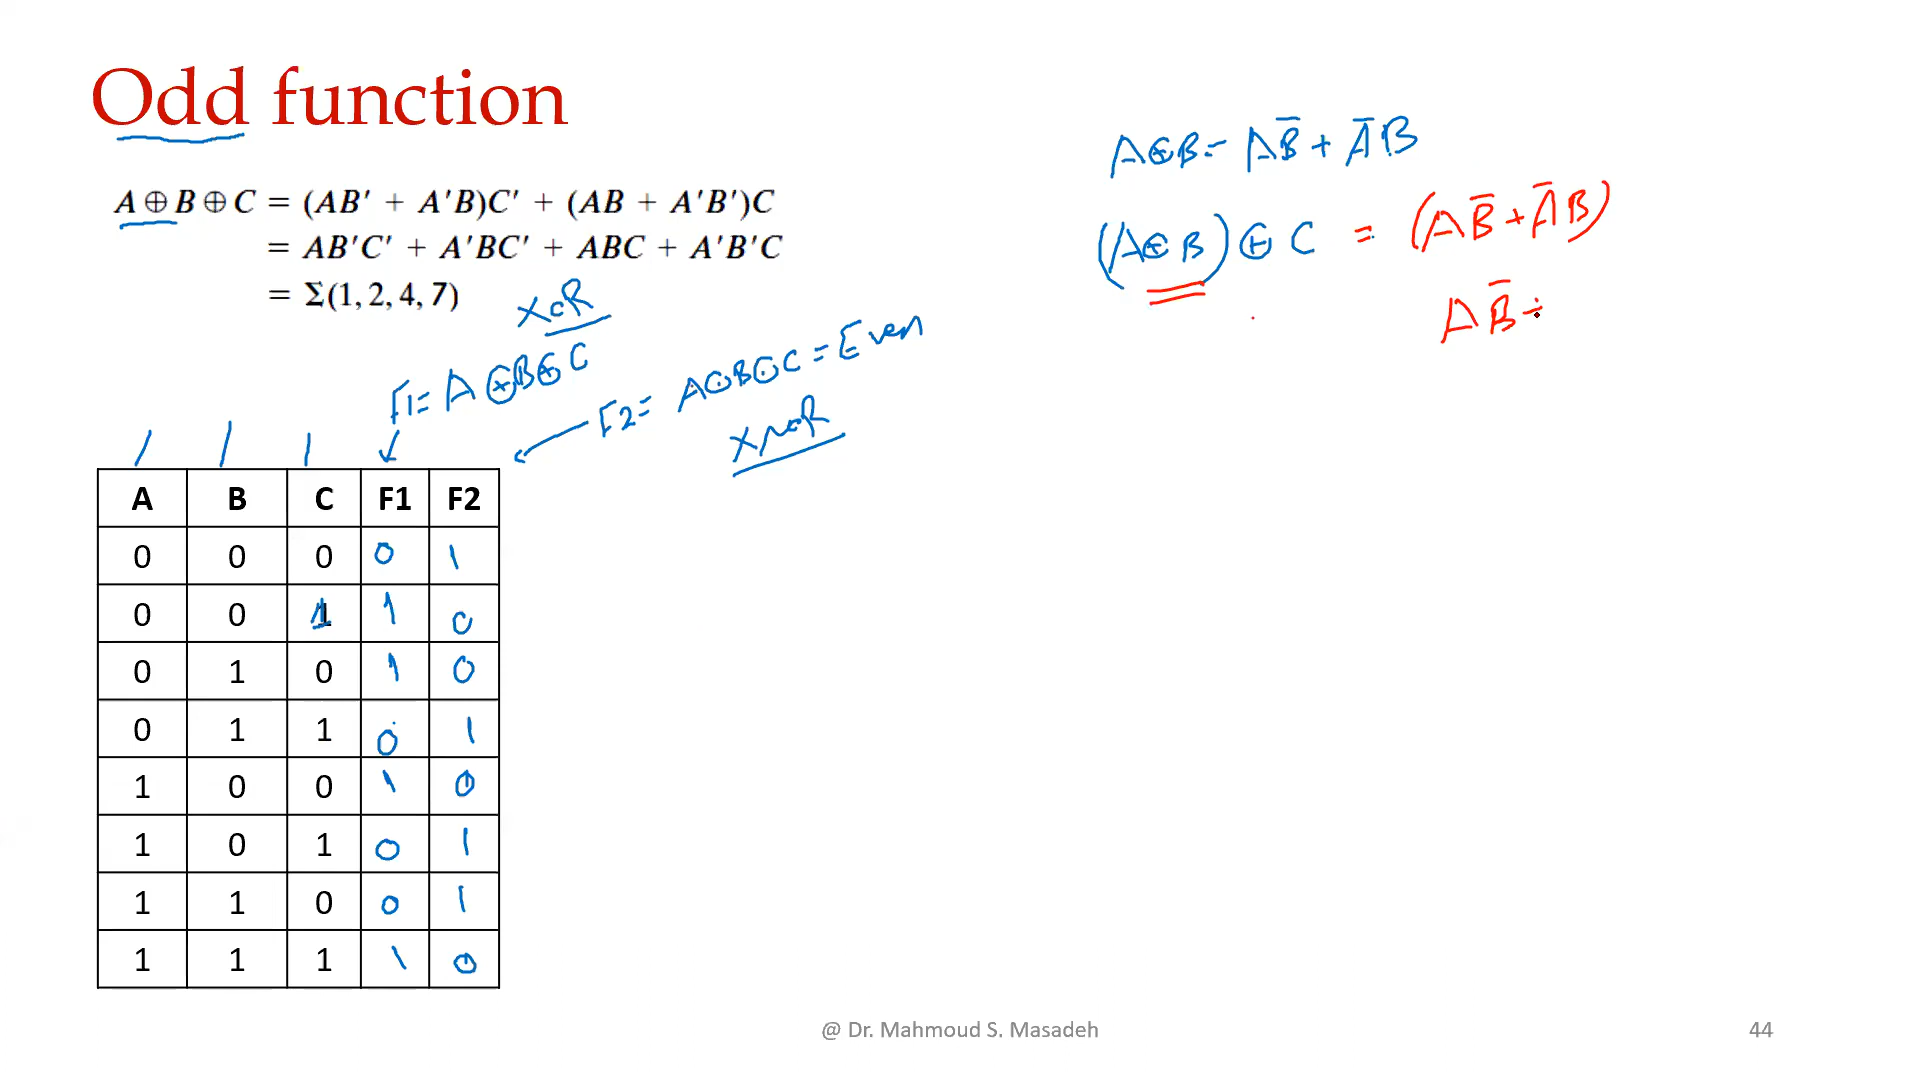 Odd function
A ⊕ B ⊕ C = (AB' + A'B)C' + (AB + A'B')C
= AB'C' + A'BC' + ABC + A'B'C
= Σ(1, 2, 4, 7)
XOR
F1= A⊕B⊕C
F2= A⊙B⊙C = Even
XNOR
A B C F1 F2
0 0 0 0 1
0 0 1 1 0
0 1 0 1 0
0 1 1 0 1
1 0 0 1 0
1 0 1 0 1
1 1 0 0 1
1 1 1 1 0
A⊕B = AB̅ + A̅B
(A⊕B) ⊕ C = (AB̅ + A̅B)
AB̅ +
@ Dr. Mahmoud S. Masadeh
44